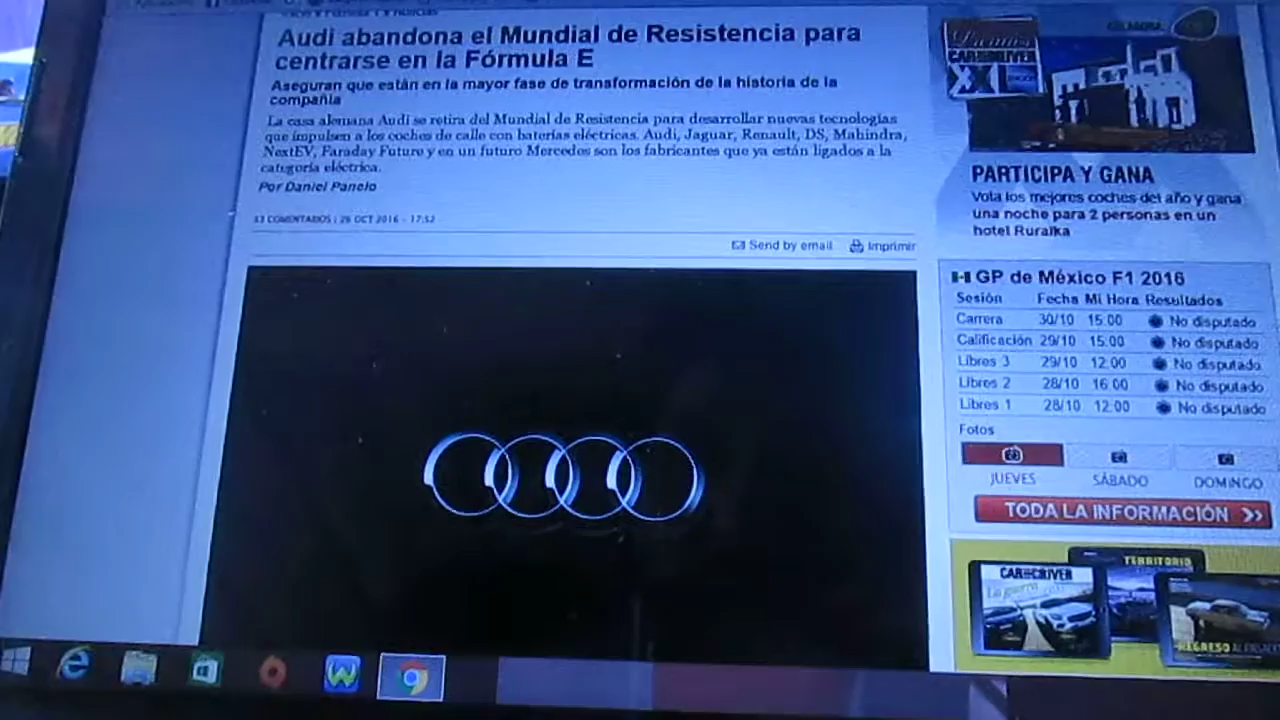 Audi abandona el Mundial de Resistencia para
centrarse en la Fórmula E
Aseguran que están en la mayor fase de transformación de la historia de la
compañía
La casa alemana Audi se retira del Mundial de Resistencia para desarrollar nuevas tecnologías
que impulsen a los coches de calle con baterías eléctricas. Audi, Jaguar, Renault, DS, Mahindra,
NextEV, Faraday Future y en un futuro Mercedes son los fabricantes que ya están ligados a la
categoría eléctrica.
Por Daniel Panelo
COMENTARIOS | 26 OCT 2016 - 17:52
Send by email Imprimir
Premios
CAR AND DRIVER
XXI
PARTICIPA Y GANA
Vota los mejores coches del año y gana
una noche para 2 personas en un
hotel Ruralka
GP de México F1 2016
Sesión Fecha Mi Hora Resultados
Carrera 30/10 15:00 No disputado
Calificación 29/10 15:00 No disputado
Libres 3 29/10 12:00 No disputado
Libres 2 28/10 16:00 No disputado
Libres 1 28/10 12:00 No disputado
Fotos
JUEVES SÁBADO DOMINGO
TODA LA INFORMACIÓN
CAR AND DRIVER
TERRITORIO
REGRESO AL PASADO